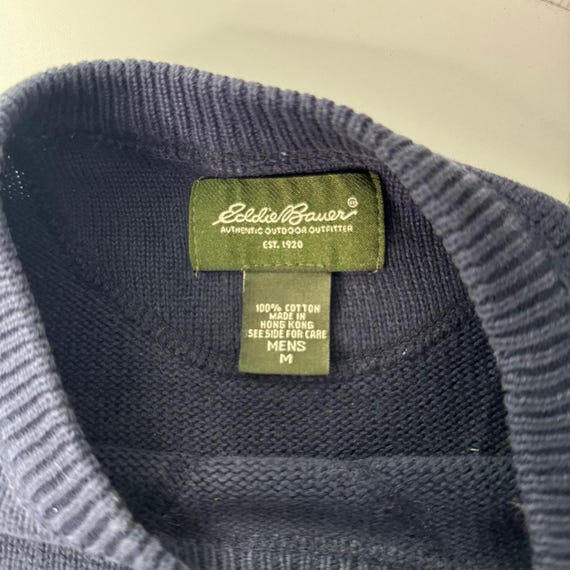 Eddie Bauer®
AUTHENTIC OUTDOOR OUTFITTER
EST. 1920
100% COTTON
MADE IN
HONG KONG
SEE SIDE FOR CARE
MENS
M